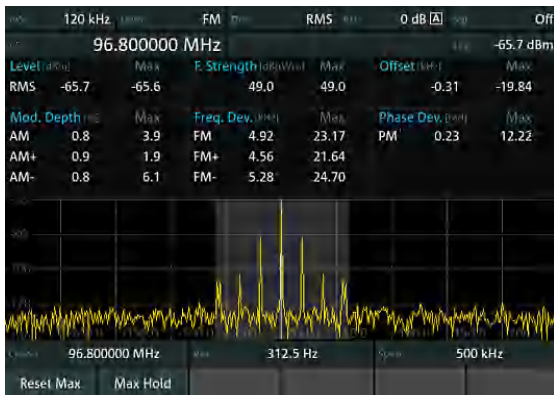 120 kHz FM RMS 0 dB A Off
96.800000 MHz -65.7 dBm
Level Max F. Strength Max Offset Max
RMS -65.7 -65.6 49.0 49.0 -0.31 -19.84
Mod. Depth Max Freq. Dev. Max Phase Dev. Max
AM 0.8 3.9 FM 4.92 23.17 PM 0.23 12.22
AM+ 0.9 1.9 FM+ 4.56 21.64
AM- 0.8 6.1 FM- 5.28 24.70
96.800000 MHz 312.5 Hz 500 kHz
Reset Max Max Hold